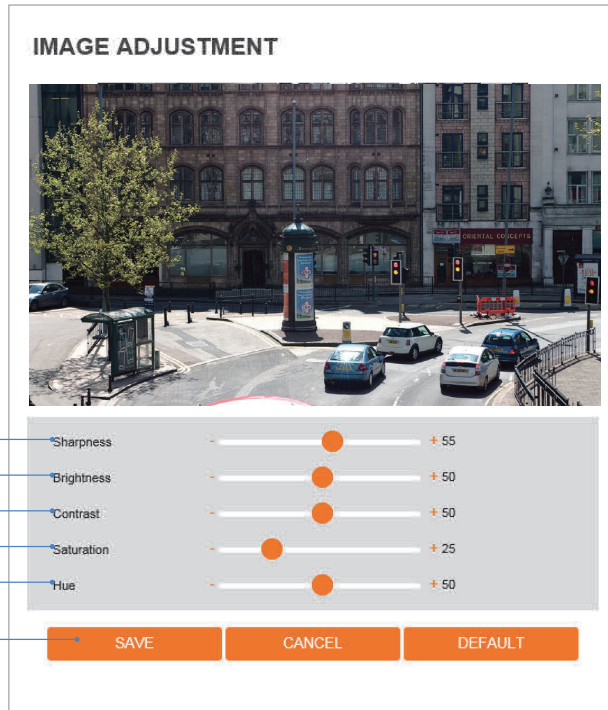 IMAGE ADJUSTMENT
ORIENTAL CONCEPTS
Sharpness - + 55
Brightness - + 50
Contrast - + 50
Saturation - + 25
Hue - + 50
SAVE CANCEL DEFAULT